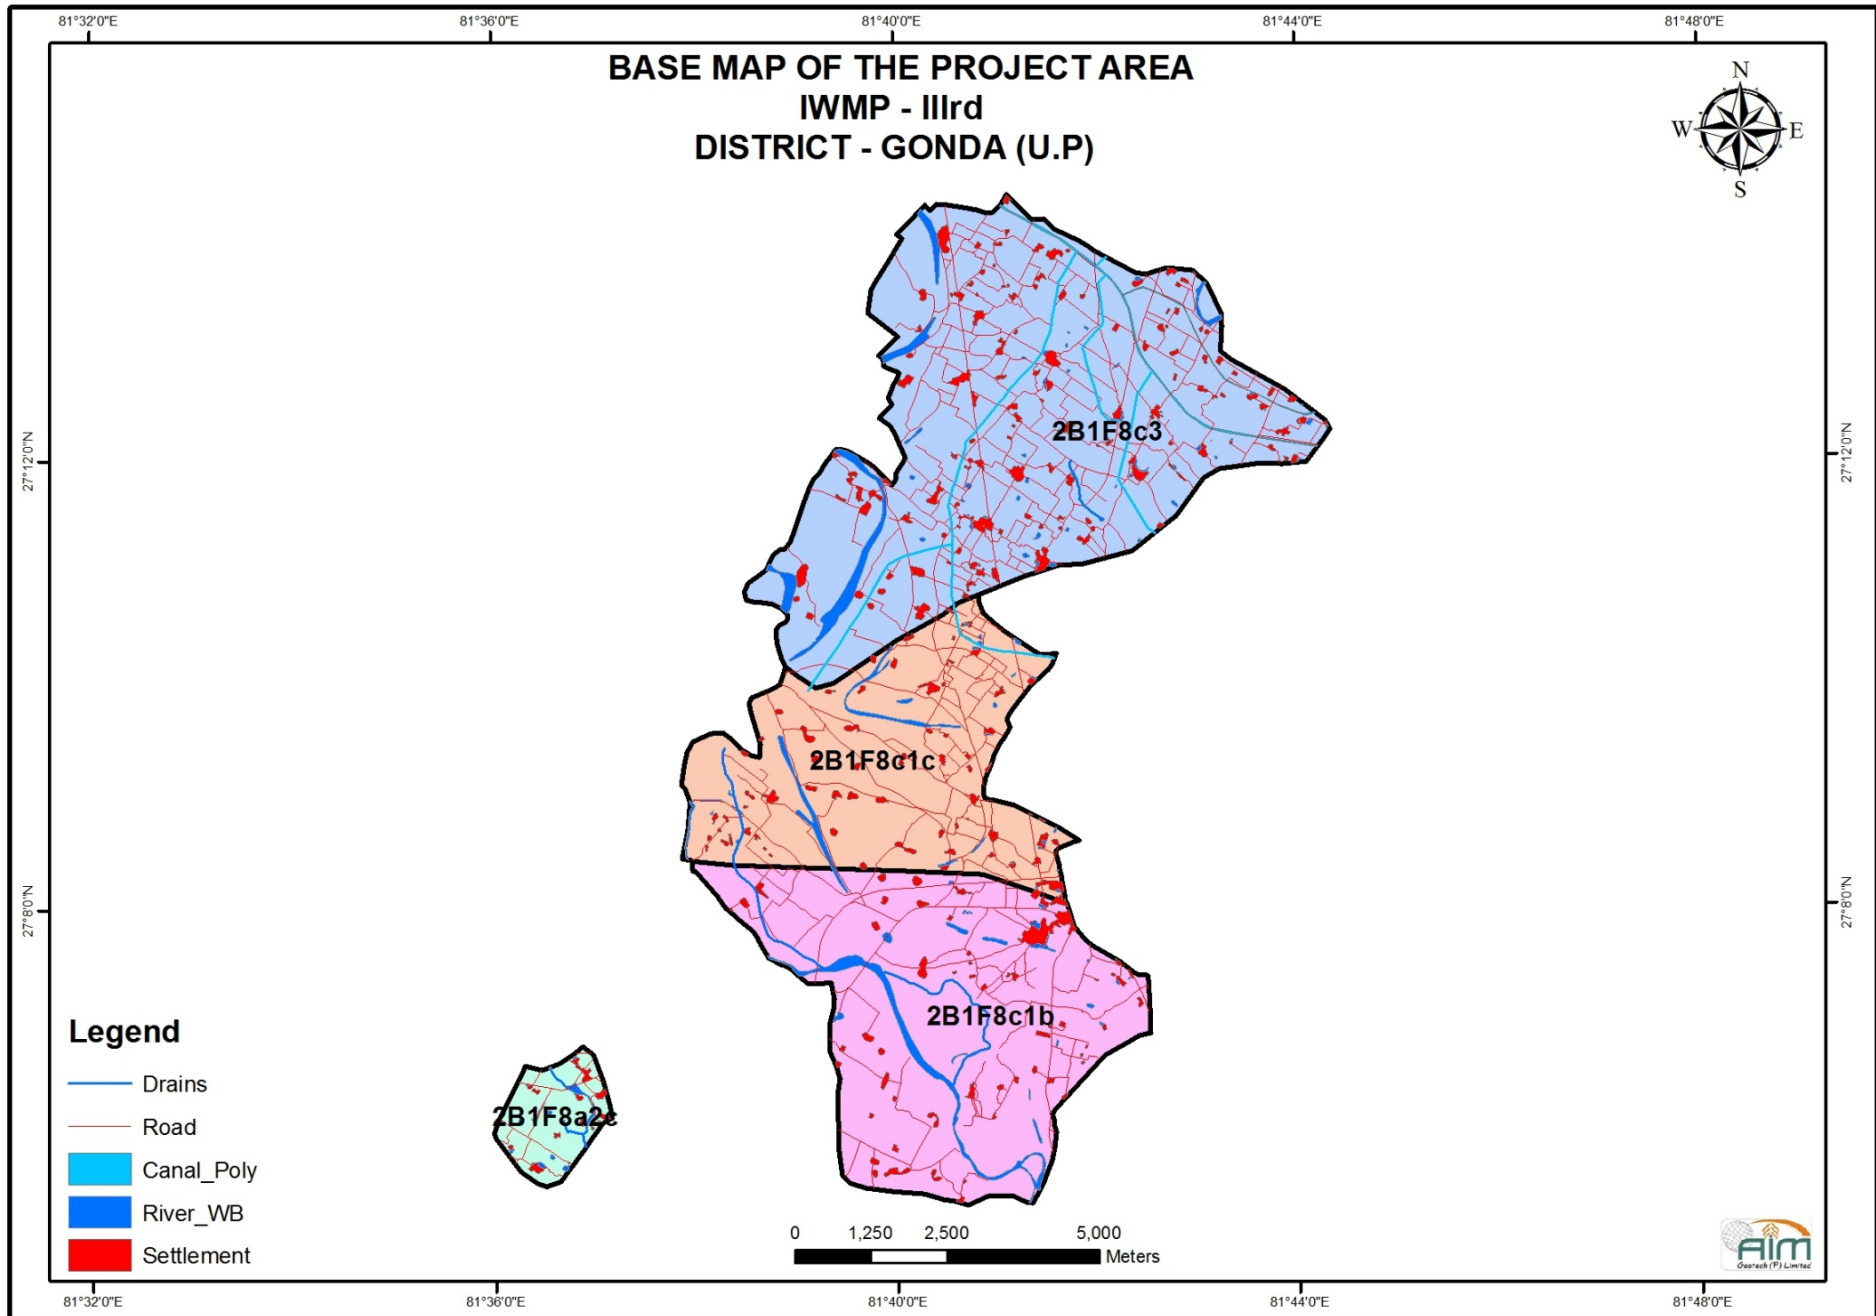 81°32'0"E 81°36'0"E 81°40'0"E 81°44'0"E 81°48'0"E
BASE MAP OF THE PROJECT AREA
IWMP - IIIrd
DISTRICT - GONDA (U.P)
N
W E
S
27°12'0"N 27°12'0"N
2B1F8c3
2B1F8c1c
27°8'0"N 27°8'0"N
2B1F8c1b
2B1F8a2c
Legend
Drains
Road
Canal_Poly
River_WB
Settlement
0 1,250 2,500 5,000
Meters
AIM
Geotech (P) Limited
81°32'0"E 81°36'0"E 81°40'0"E 81°44'0"E 81°48'0"E